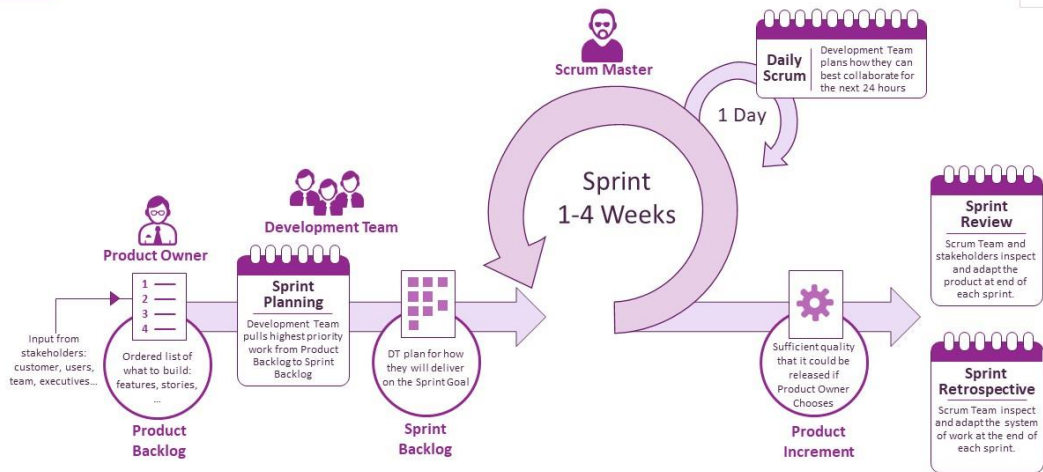 Scrum Master
Daily
Scrum
Development Team
plans how they can
best collaborate for
the next 24 hours
1 Day
Sprint
1-4 Weeks
Development Team
Product Owner
1
2
3
4
Input from
stakeholders:
customer, users,
team, executives...
Ordered list of
what to build:
features, stories,
...
Product
Backlog
Sprint
Planning
Development Team
pulls highest priority
work from Product
Backlog to Sprint
Backlog
DT plan for how
they will deliver
on the Sprint Goal
Sprint
Backlog
Sufficient quality
that it could be
released if
Product Owner
Chooses
Product
Increment
Sprint
Review
Scrum Team and
stakeholders inspect
and adapt the
product at end of
each sprint.
Sprint
Retrospective
Scrum Team inspect
and adapt the system
of work at the end of
each sprint.